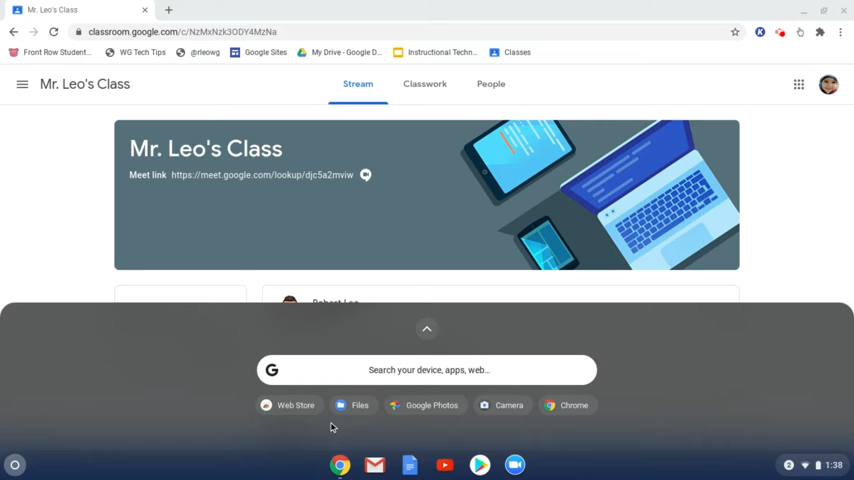 Mr. Leo's Class
classroom.google.com/c/NzMxNzk3ODY4MzNa
Front Row Student...
WG Tech Tips
@rleowg
Google Sites
My Drive - Google D...
Instructional Techn...
Classes
Mr. Leo's Class
Stream
Classwork
People
Mr. Leo's Class
Meet link https://meet.google.com/lookup/djc5a2mviw
Search your device, apps, web...
Web Store
Files
Google Photos
Camera
Chrome
2
1:38